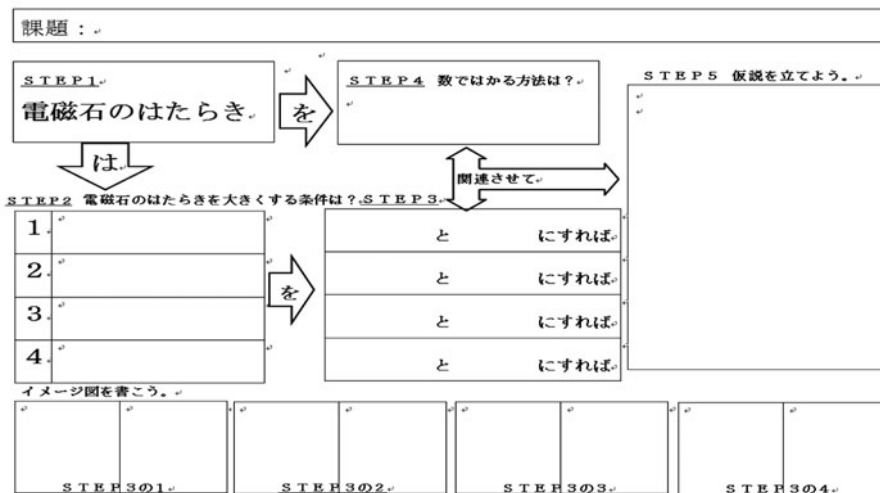 課題：
ＳＴＥＰ1
電磁石のはたらき
を
ＳＴＥＰ4 数ではかる方法は？
ＳＴＥＰ5 仮説を立てよう。
は
関連させて
ＳＴＥＰ2 電磁石のはたらきを大きくする条件は？
1
2
3
4
を
ＳＴＥＰ3
と にすれば
と にすれば
と にすれば
と にすれば
イメージ図を書こう。
ＳＴＥＰ3の1
ＳＴＥＰ3の2
ＳＴＥＰ3の3
ＳＴＥＰ3の4